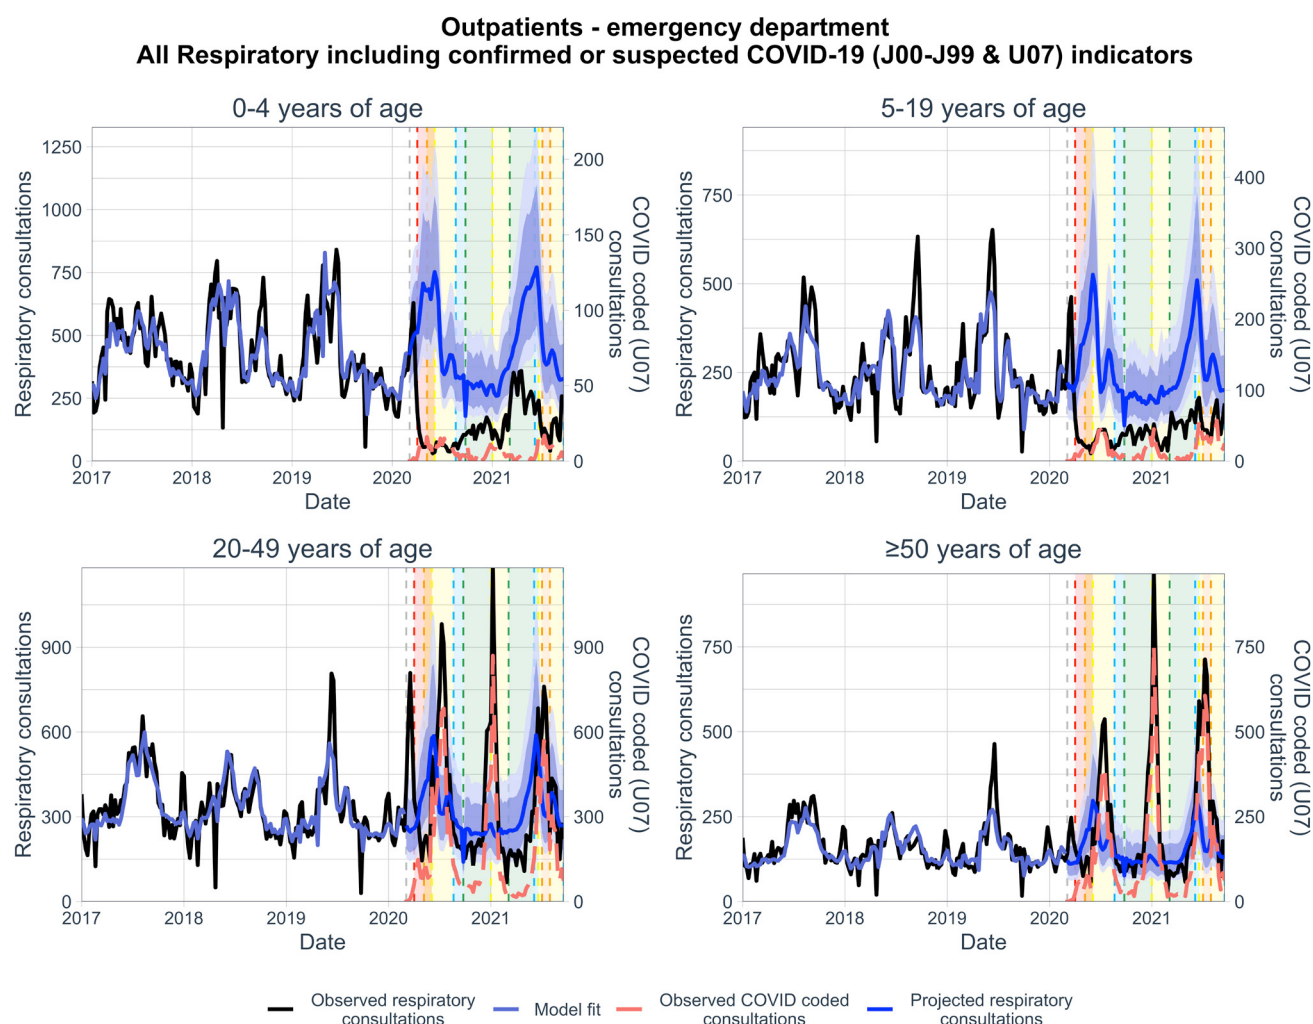 Outpatients - emergency department
All Respiratory including confirmed or suspected COVID-19 (J00-J99 & U07) indicators
0-4 years of age
1250
1000
750
500
250
0
Respiratory consultations
200
150
100
50
0
COVID coded (U07)
consultations
2017 2018 2019 2020 2021
Date
5-19 years of age
750
500
250
0
Respiratory consultations
400
300
200
100
0
COVID coded (U07)
consultations
2017 2018 2019 2020 2021
Date
20-49 years of age
900
600
300
0
Respiratory consultations
900
600
300
0
COVID coded (U07)
consultations
2017 2018 2019 2020 2021
Date
≥50 years of age
750
500
250
0
Respiratory consultations
750
500
250
0
COVID coded (U07)
consultations
2017 2018 2019 2020 2021
Date
Observed respiratory
consultations
Model fit
Observed COVID coded
consultations
Projected respiratory
consultations